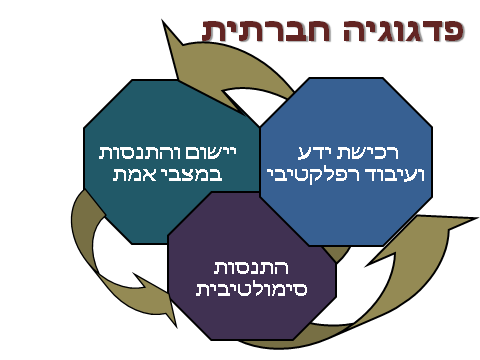 פדגוגיה חברתית
רכישת ידע
ועיבוד רפלקטיבי
יישום והתנסות
במצבי אמת
התנסות
סימולטיבית